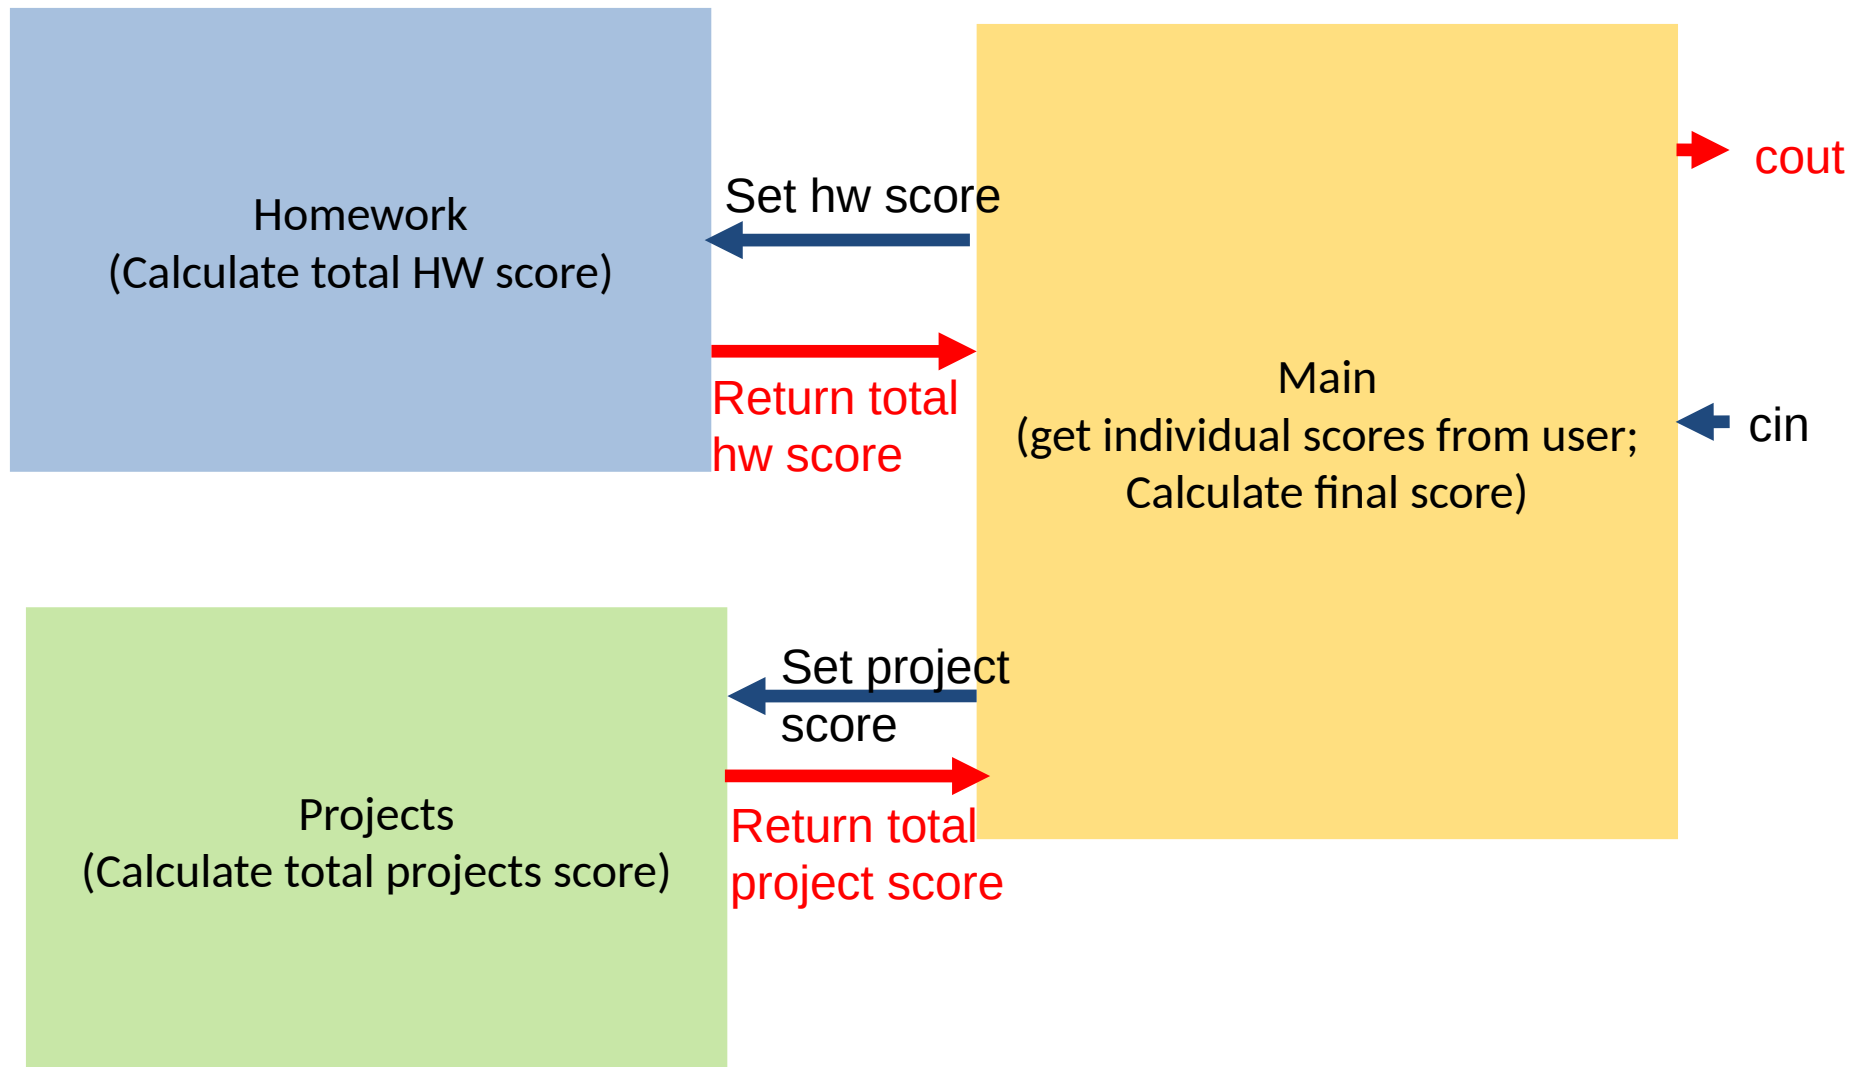 Homework
(Calculate total HW score)
Set hw score
Return total
hw score
Main
(get individual scores from user;
Calculate final score)
cout
cin
Projects
(Calculate total projects score)
Set project
score
Return total
project score